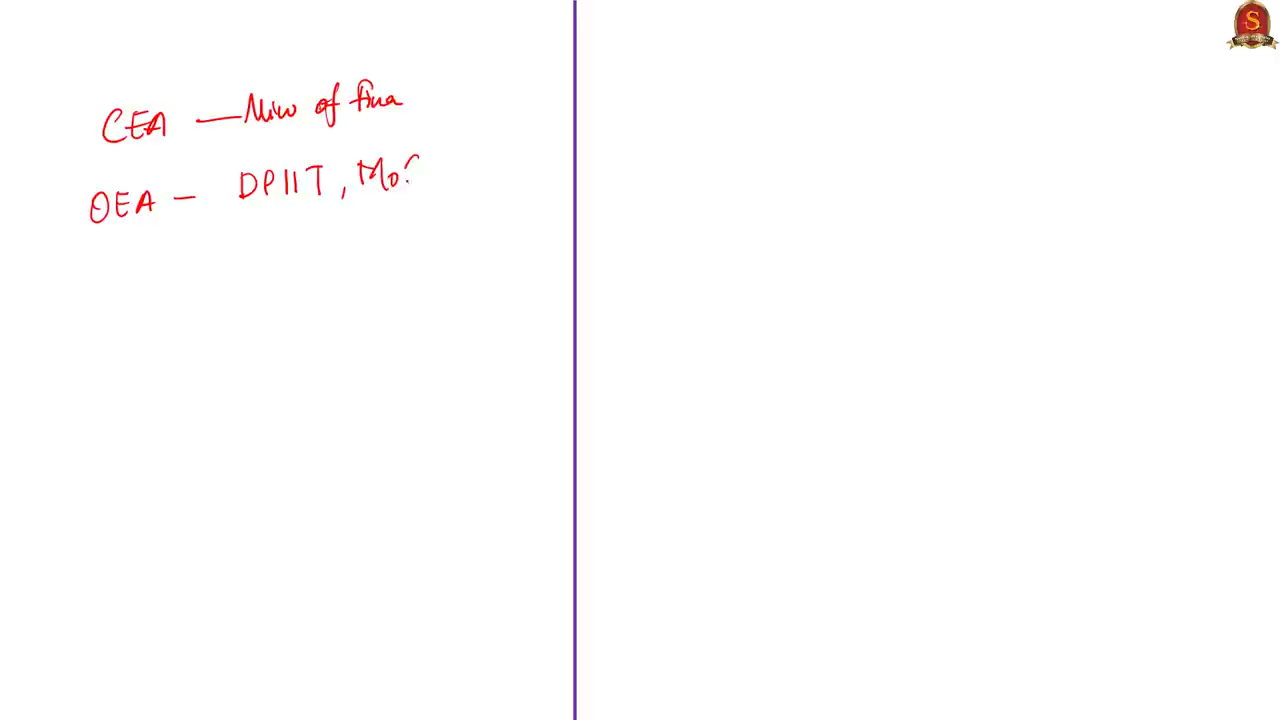 CEA — Min of Fina
OEA — DPIIT, Mo
S